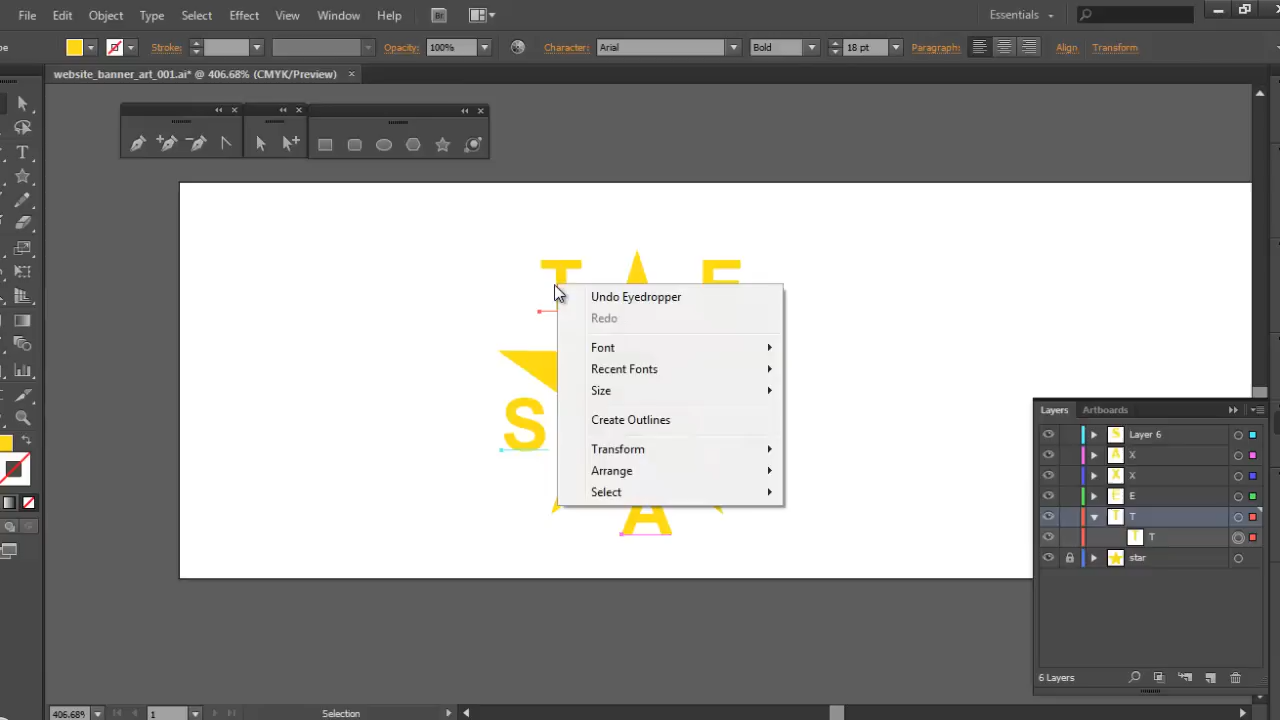 File Edit Object Type Select Effect View Window Help Br Essentials
Stroke: Opacity: 100% Character: Arial Bold 18 pt Paragraph: Align Transform
website_banner_art_001.ai* @ 406.68% (CMYK/Preview)
T E
Undo Eyedropper
Redo
Font
Recent Fonts
Size
S
Create Outlines
Transform
Arrange
Select
A
Layers Artboards
Layer 6
X
X
E
T
T
star
6 Layers
406.68% 1 Selection